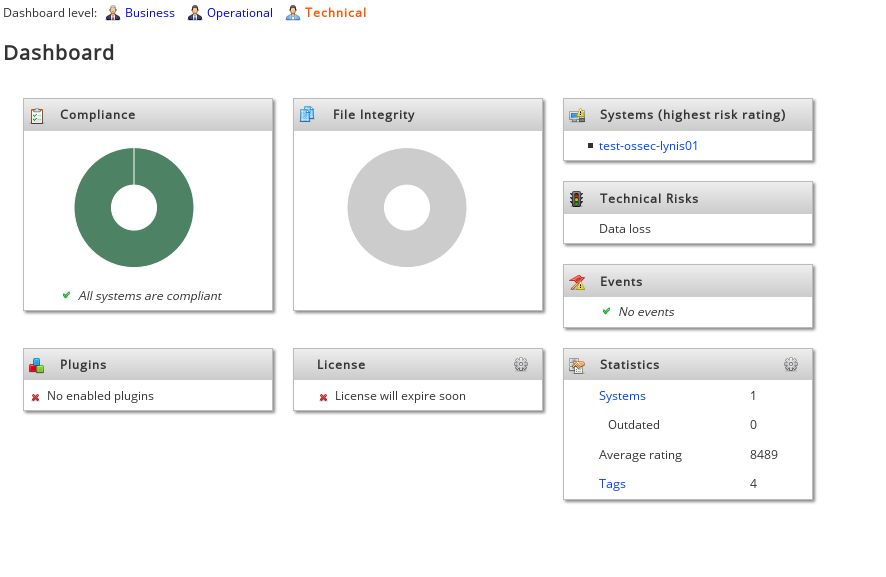 Dashboard level: Business Operational Technical
Dashboard
Compliance
All systems are compliant
File Integrity
Systems (highest risk rating)
test-ossec-lynis01
Technical Risks
Data loss
Events
No events
Plugins
No enabled plugins
License
License will expire soon
Statistics
Systems 1
Outdated 0
Average rating 8489
Tags 4